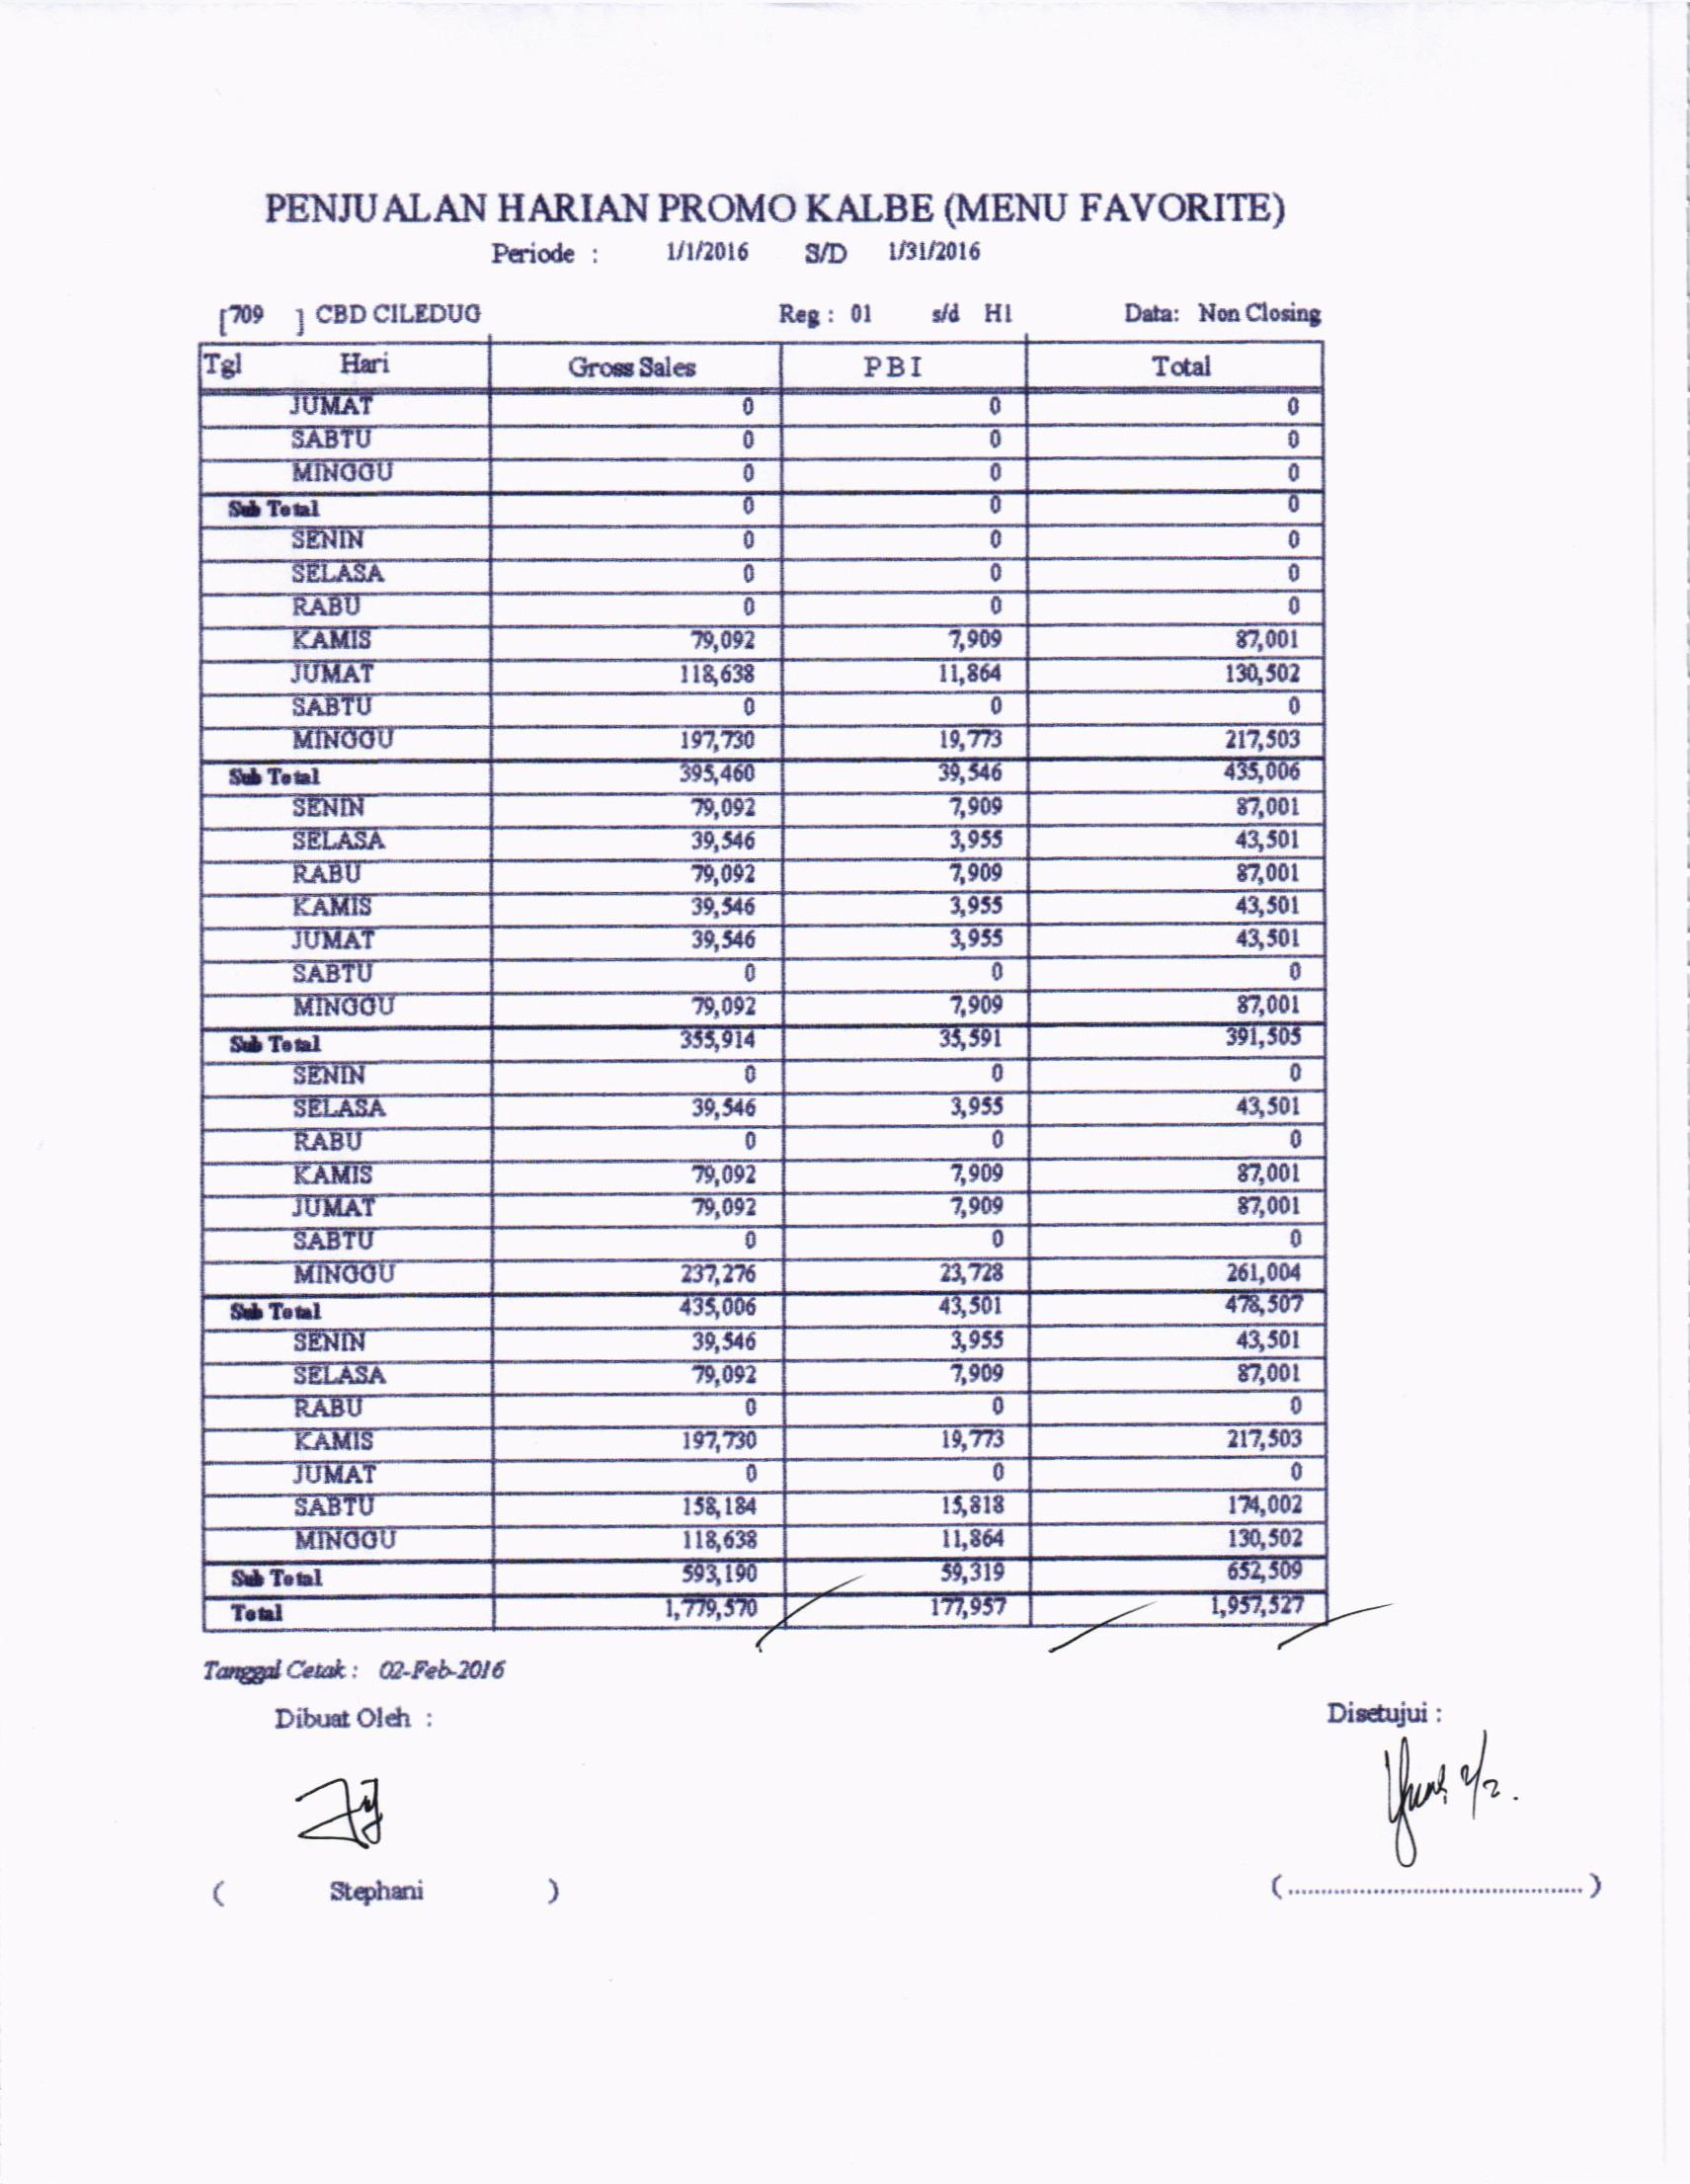 PENJUALAN HARIAN PROMO KALBE (MENU FAVORITE)
Periode : 1/1/2016 S/D 1/31/2016
[709 ] CBD CILEDUG Reg : 01 s/d H1 Data: Non Closing
Tgl Hari Gross Sales P B I Total
JUMAT 0 0 0
SABTU 0 0 0
MINGGU 0 0 0
Sub Total 0 0 0
SENIN 0 0 0
SELASA 0 0 0
RABU 0 0 0
KAMIS 79,092 7,909 87,001
JUMAT 118,638 11,864 130,502
SABTU 0 0 0
MINGGU 197,730 19,773 217,503
Sub Total 395,460 39,546 435,006
SENIN 79,092 7,909 87,001
SELASA 39,546 3,955 43,501
RABU 79,092 7,909 87,001
KAMIS 39,546 3,955 43,501
JUMAT 39,546 3,955 43,501
SABTU 0 0 0
MINGGU 79,092 7,909 87,001
Sub Total 355,914 35,591 391,505
SENIN 0 0 0
SELASA 39,546 3,955 43,501
RABU 0 0 0
KAMIS 79,092 7,909 87,001
JUMAT 79,092 7,909 87,001
SABTU 0 0 0
MINGGU 237,276 23,728 261,004
Sub Total 435,006 43,501 478,507
SENIN 39,546 3,955 43,501
SELASA 79,092 7,909 87,001
RABU 0 0 0
KAMIS 197,730 19,773 217,503
JUMAT 0 0 0
SABTU 158,184 15,818 174,002
MINGGU 118,638 11,864 130,502
Sub Total 593,190 59,319 652,509
Total 1,779,570 177,957 1,957,527
Tanggal Cetak : 02-Feb-2016
Dibuat Oleh : Disetujui :
2/2.
( Stephani ) (............................................)